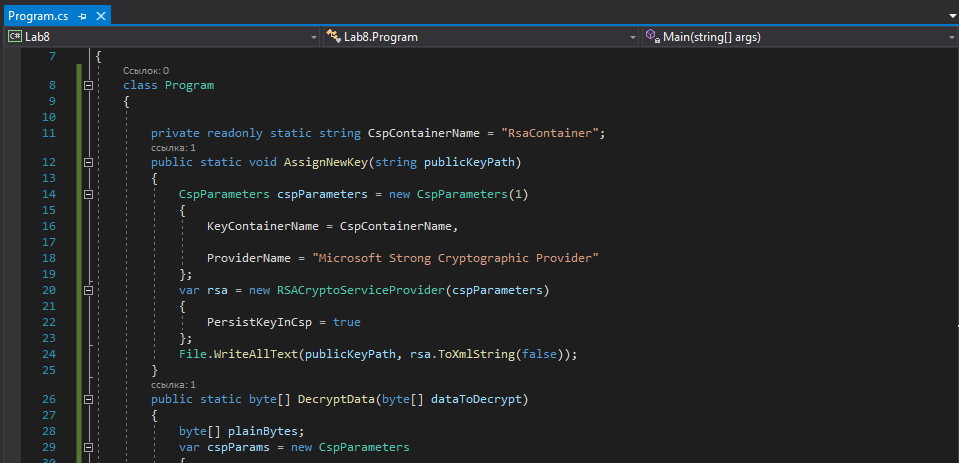 Program.cs
Lab8 Lab8.Program Main(string[] args)
7 {
Ссылок: 0
8 class Program
9 {
10
11 private readonly static string CspContainerName = "RsaContainer";
ссылка: 1
12 public static void AssignNewKey(string publicKeyPath)
13 {
14 CspParameters cspParameters = new CspParameters(1)
15 {
16 KeyContainerName = CspContainerName,
17
18 ProviderName = "Microsoft Strong Cryptographic Provider"
19 };
20 var rsa = new RSACryptoServiceProvider(cspParameters)
21 {
22 PersistKeyInCsp = true
23 };
24 File.WriteAllText(publicKeyPath, rsa.ToXmlString(false));
25 }
ссылка: 1
26 public static byte[] DecryptData(byte[] dataToDecrypt)
27 {
28 byte[] plainBytes;
29 var cspParams = new CspParameters
30 {